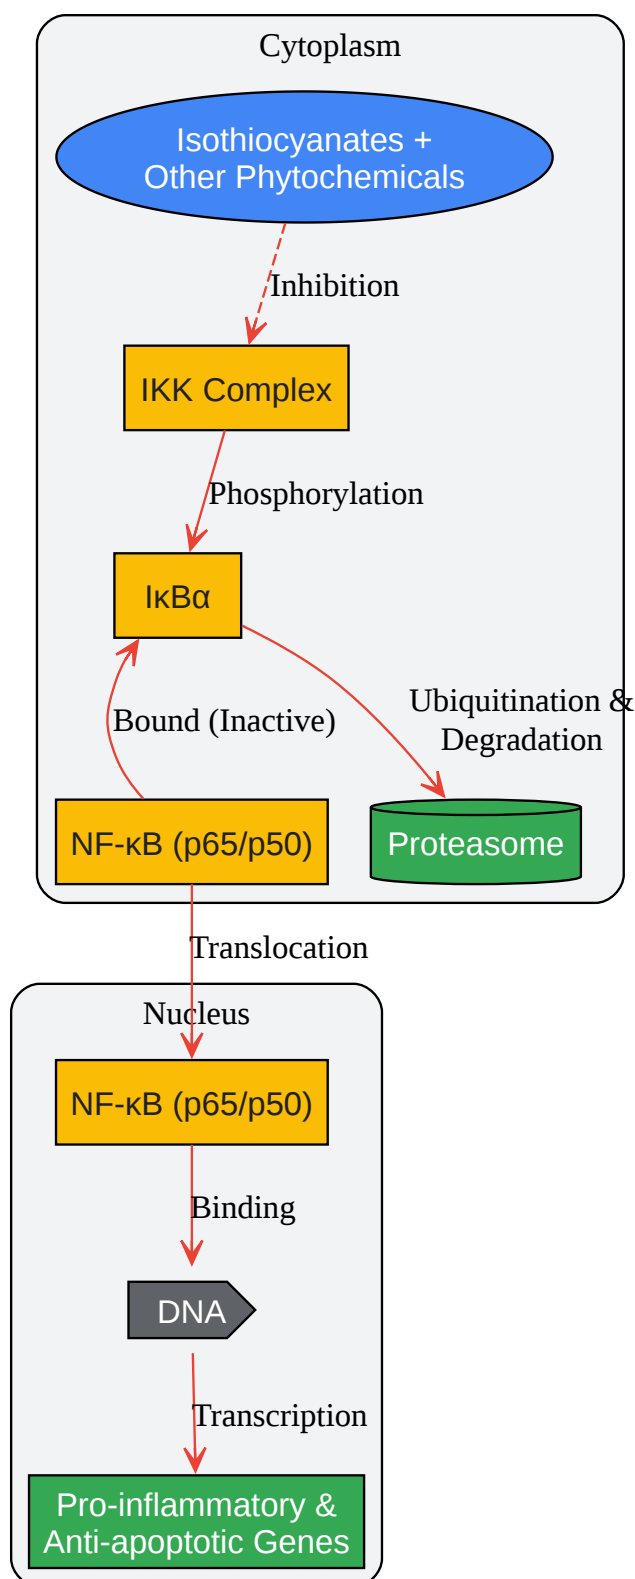 Cytoplasm
Isothiocyanates +
Other Phytochemicals
Inhibition
IKK Complex
Phosphorylation
IκBα
Bound (Inactive)
Ubiquitination &
Degradation
NF-κB (p65/p50)
Proteasome
Translocation
Nucleus
NF-κB (p65/p50)
Binding
DNA
Transcription
Pro-inflammatory &
Anti-apoptotic Genes